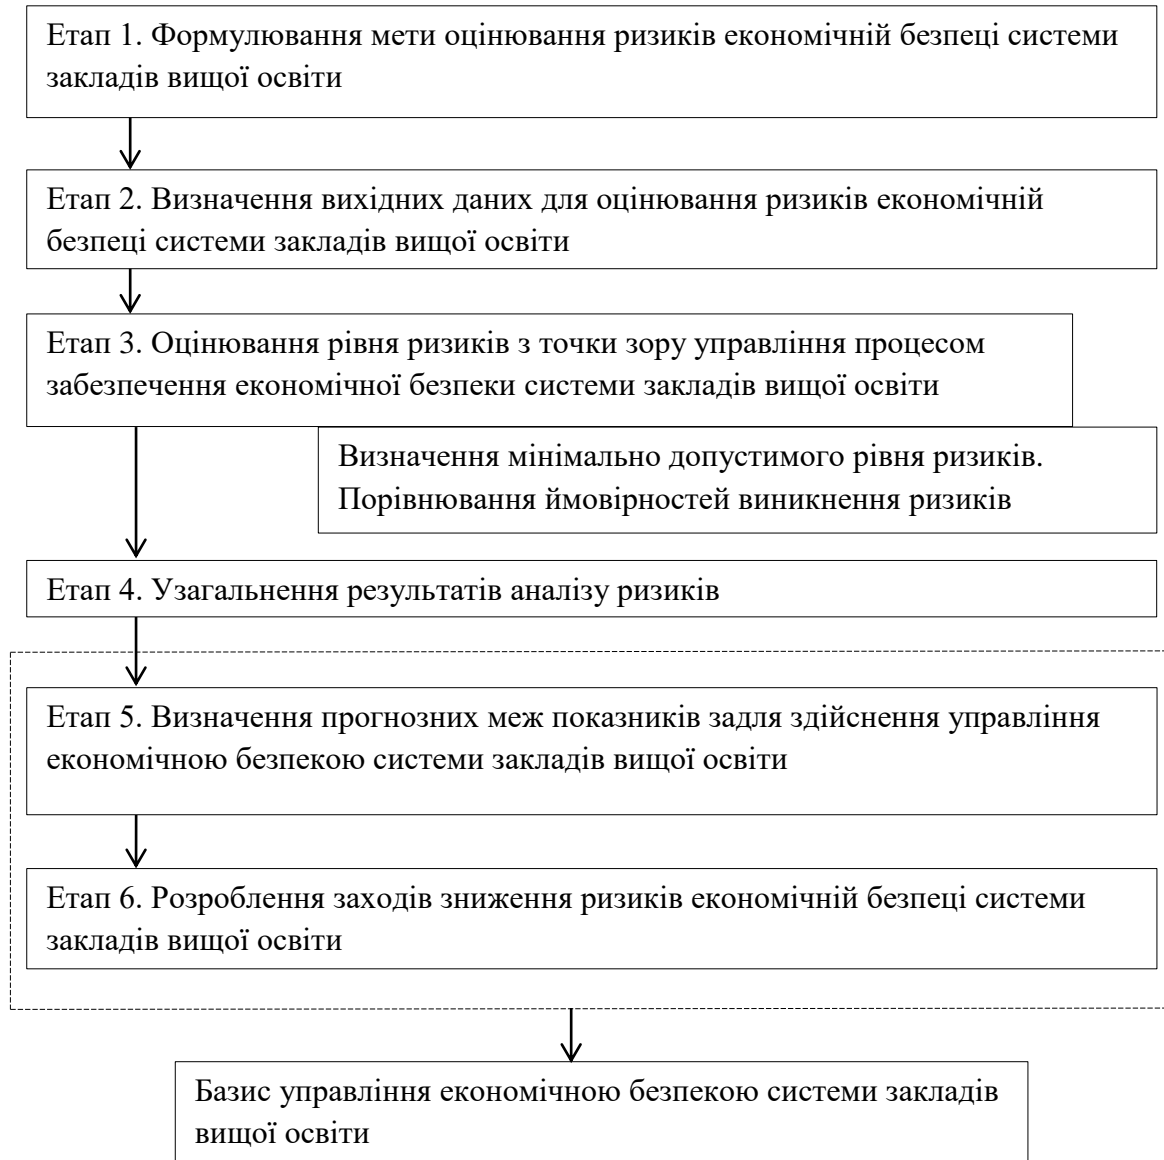 Етап 1. Формулювання мети оцінювання ризиків економічній безпеці системи
закладів вищої освіти
Етап 2. Визначення вихідних даних для оцінювання ризиків економічній
безпеці системи закладів вищої освіти
Етап 3. Оцінювання рівня ризиків з точки зору управління процесом
забезпечення економічної безпеки системи закладів вищої освіти
Визначення мінімально допустимого рівня ризиків.
Порівнювання ймовірностей виникнення ризиків
Етап 4. Узагальнення результатів аналізу ризиків
Етап 5. Визначення прогнозних меж показників задля здійснення управління
економічною безпекою системи закладів вищої освіти
Етап 6. Розроблення заходів зниження ризиків економічній безпеці системи
закладів вищої освіти
Базис управління економічною безпекою системи закладів
вищої освіти